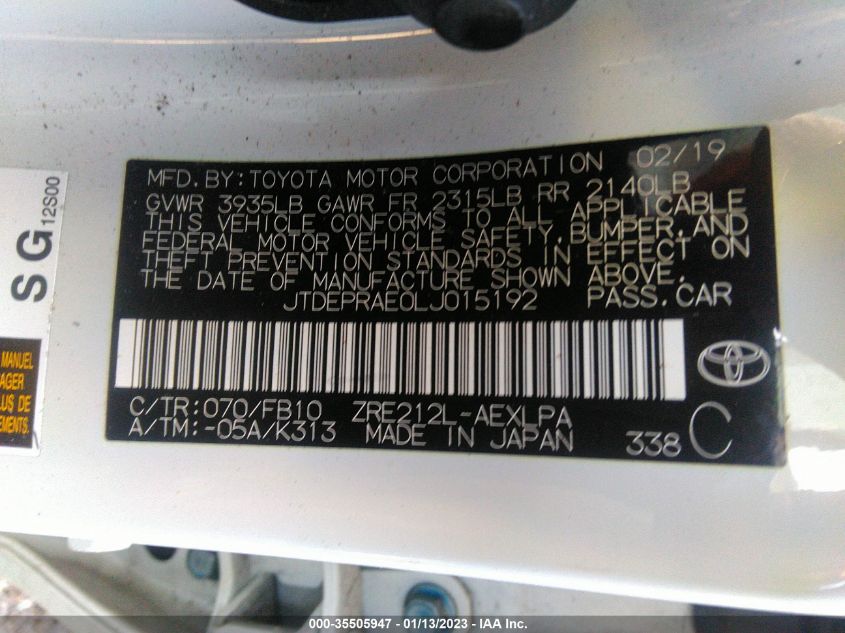 MFD. BY: TOYOTA MOTOR CORPORATION 02/19
GVWR 3935LB GAWR FR 2315LB RR 2140LB
THIS VEHICLE CONFORMS TO ALL APPLICABLE
FEDERAL MOTOR VEHICLE SAFETY, BUMPER, AND
THEFT PREVENTION STANDARDS IN EFFECT ON
THE DATE OF MANUFACTURE SHOWN ABOVE.
JTDEPRAE0LJ015192 PASS. CAR
C/TR: 070/FB10 ZRE212L-AEXLPA
A/TM: -05A/K313 MADE IN JAPAN 338 C
SG 12S00
MANUEL
AGER
LUS DE
EMENTS.
000-35505947 - 01/13/2023 - IAA Inc.